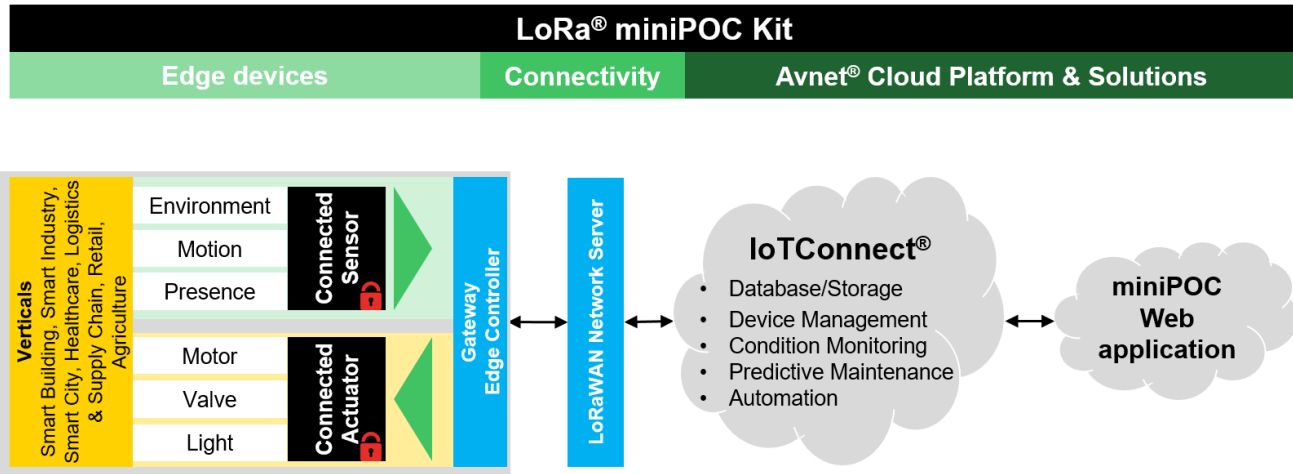 LoRa® miniPOC Kit
Edge devices
Connectivity
Avnet® Cloud Platform & Solutions
Verticals
Smart Building, Smart Industry,
Smart City, Healthcare, Logistics
& Supply Chain, Retail,
Agriculture
Environment
Motion
Presence
Connected
Sensor
Motor
Valve
Light
Connected
Actuator
Gateway
Edge Controller
LoRaWAN Network Server
IoTConnect®
• Database/Storage
• Device Management
• Condition Monitoring
• Predictive Maintenance
• Automation
miniPOC
Web
application